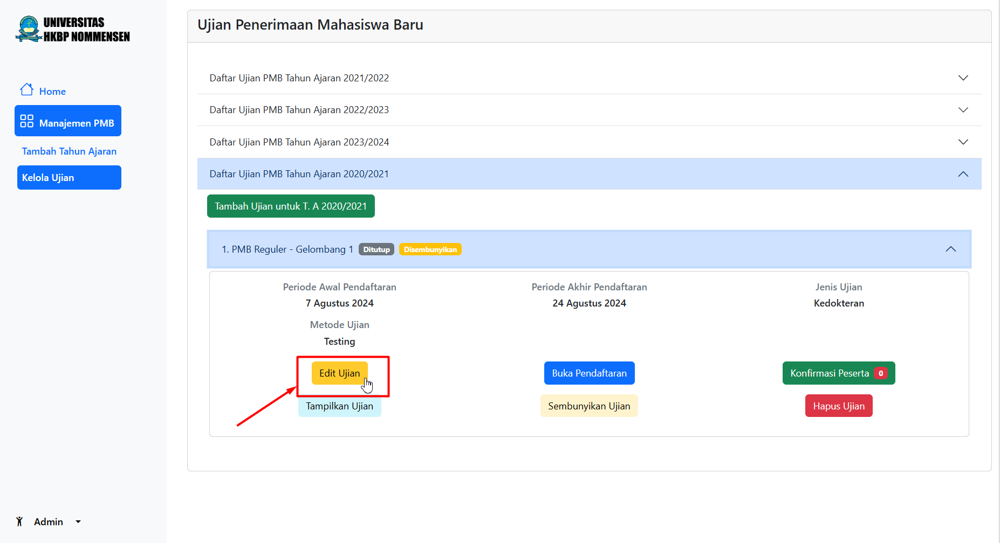 UNIVERSITAS
HKBP NOMMENSEN
Home
Manajemen PMB
Tambah Tahun Ajaran
Kelola Ujian
Admin
Ujian Penerimaan Mahasiswa Baru
Daftar Ujian PMB Tahun Ajaran 2021/2022
Daftar Ujian PMB Tahun Ajaran 2022/2023
Daftar Ujian PMB Tahun Ajaran 2023/2024
Daftar Ujian PMB Tahun Ajaran 2020/2021
Tambah Ujian untuk T. A 2020/2021
1. PMB Reguler - Gelombang 1 Ditutup Disembunyikan
Periode Awal Pendaftaran
7 Agustus 2024
Periode Akhir Pendaftaran
24 Agustus 2024
Jenis Ujian
Kedokteran
Metode Ujian
Testing
Edit Ujian
Buka Pendaftaran
Konfirmasi Peserta 0
Tampilkan Ujian
Sembunyikan Ujian
Hapus Ujian